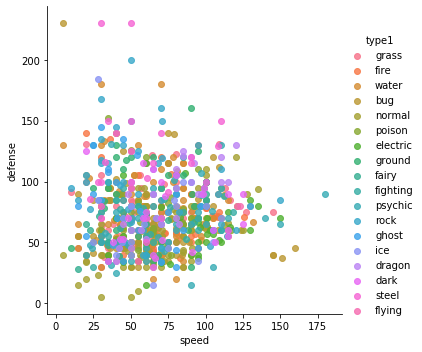 type1
grass
fire
water
bug
normal
poison
electric
ground
fairy
fighting
psychic
rock
ghost
ice
dragon
dark
steel
flying
defense
200
150
100
50
0
0
25
50
75
100
125
150
175
speed